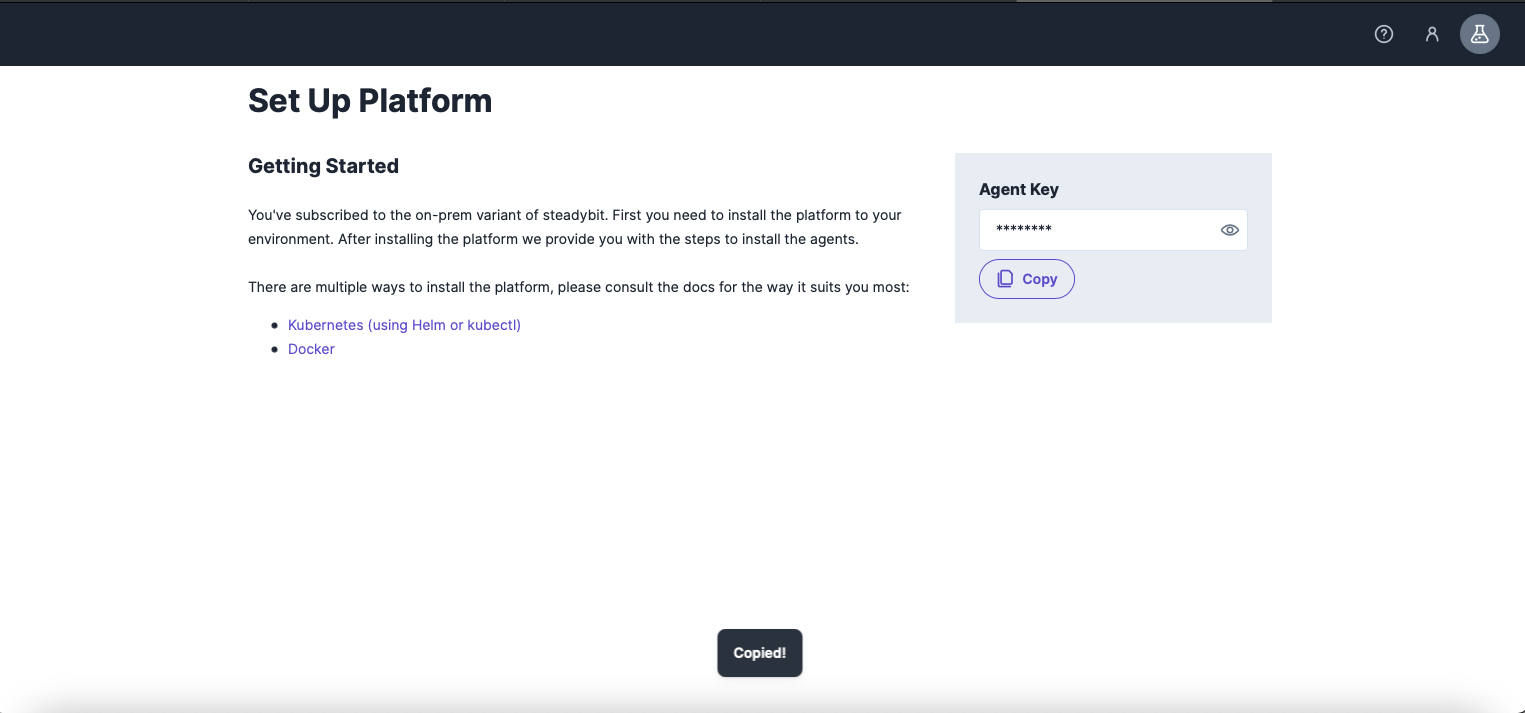 Set Up Platform
Getting Started
You've subscribed to the on-prem variant of steadybit. First you need to install the platform to your
environment. After installing the platform we provide you with the steps to install the agents.
There are multiple ways to install the platform, please consult the docs for the way it suits you most:
Kubernetes (using Helm or kubectl)
Docker
Agent Key
********
Copy
Copied!